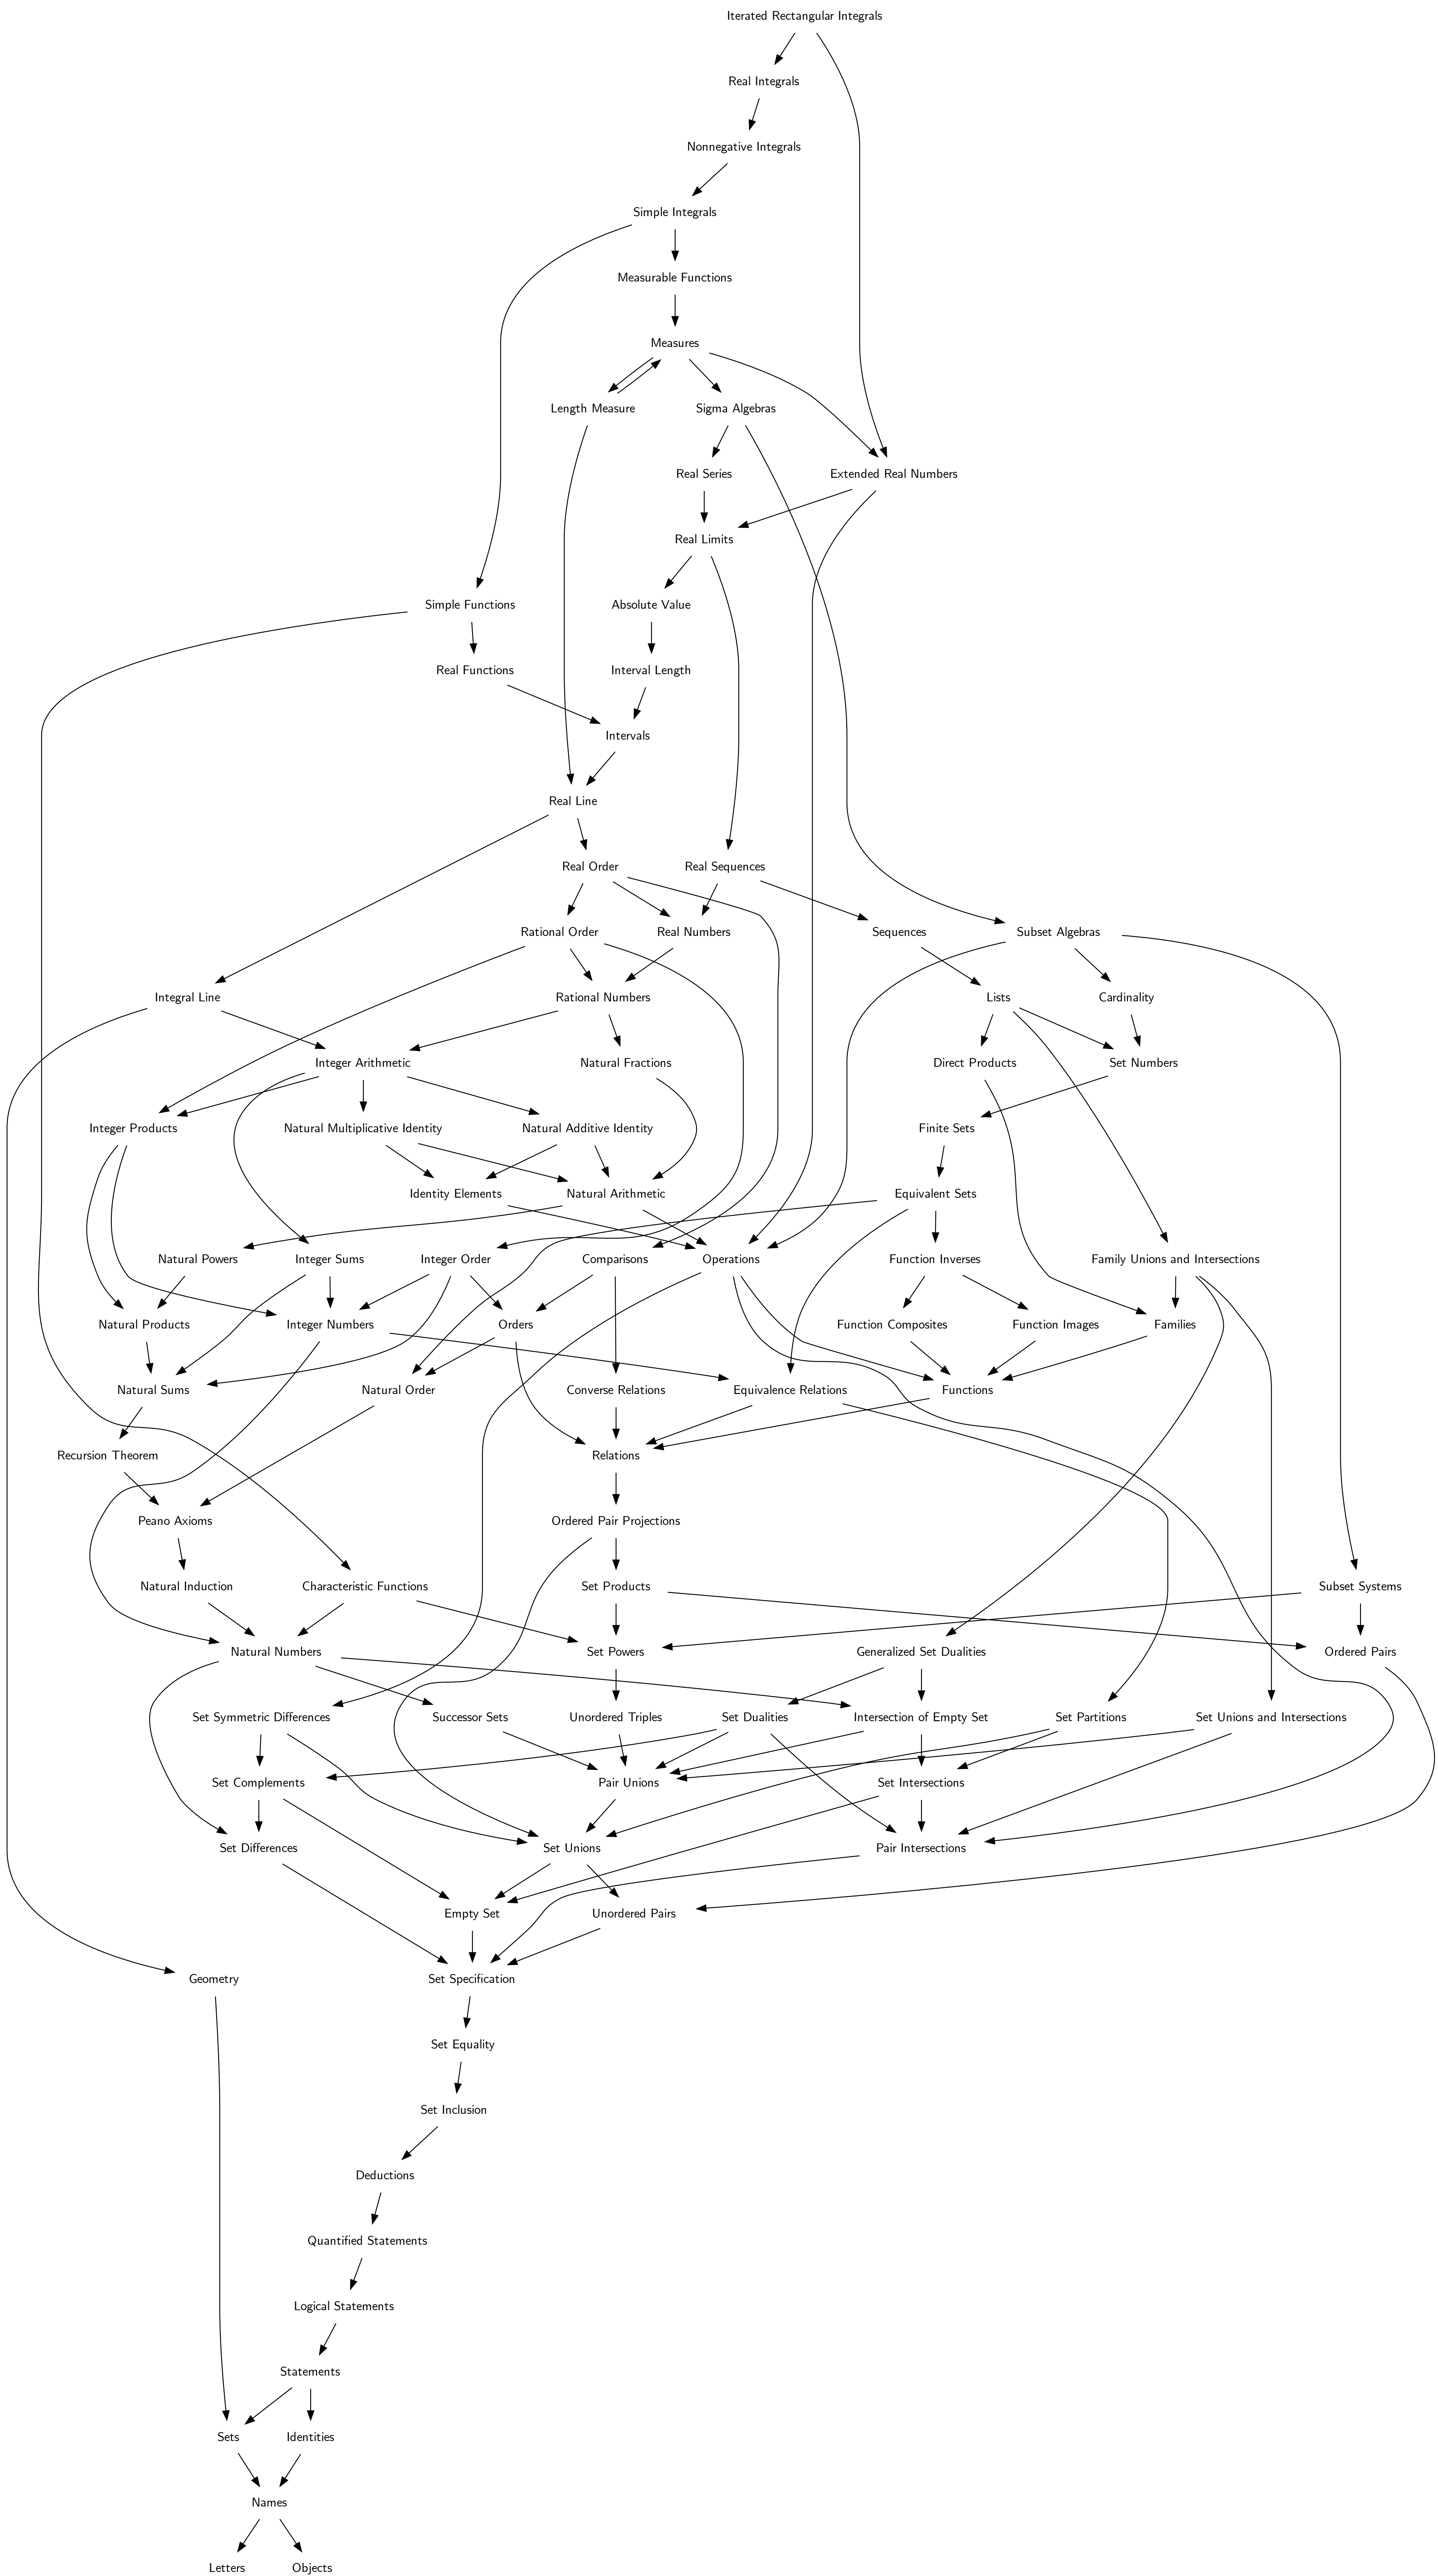 Iterated Rectangular Integrals
Real Integrals
Nonnegative Integrals
Simple Integrals
Measurable Functions
Measures
Length Measure
Sigma Algebras
Real Series
Extended Real Numbers
Real Limits
Simple Functions
Absolute Value
Real Functions
Interval Length
Intervals
Real Line
Real Order
Real Sequences
Rational Order
Real Numbers
Sequences
Subset Algebras
Integral Line
Rational Numbers
Lists
Cardinality
Integer Arithmetic
Natural Fractions
Direct Products
Set Numbers
Integer Products
Natural Multiplicative Identity
Natural Additive Identity
Finite Sets
Identity Elements
Natural Arithmetic
Equivalent Sets
Natural Powers
Integer Sums
Integer Order
Comparisons
Operations
Function Inverses
Family Unions and Intersections
Natural Products
Integer Numbers
Orders
Function Composites
Function Images
Families
Natural Sums
Natural Order
Converse Relations
Equivalence Relations
Functions
Recursion Theorem
Relations
Peano Axioms
Ordered Pair Projections
Natural Induction
Characteristic Functions
Set Products
Subset Systems
Natural Numbers
Set Powers
Generalized Set Dualities
Ordered Pairs
Set Symmetric Differences
Successor Sets
Unordered Triples
Set Dualities
Intersection of Empty Set
Set Partitions
Set Unions and Intersections
Set Complements
Pair Unions
Set Intersections
Set Differences
Set Unions
Pair Intersections
Empty Set
Unordered Pairs
Geometry
Set Specification
Set Equality
Set Inclusion
Deductions
Quantified Statements
Logical Statements
Statements
Sets
Identities
Names
Letters
Objects